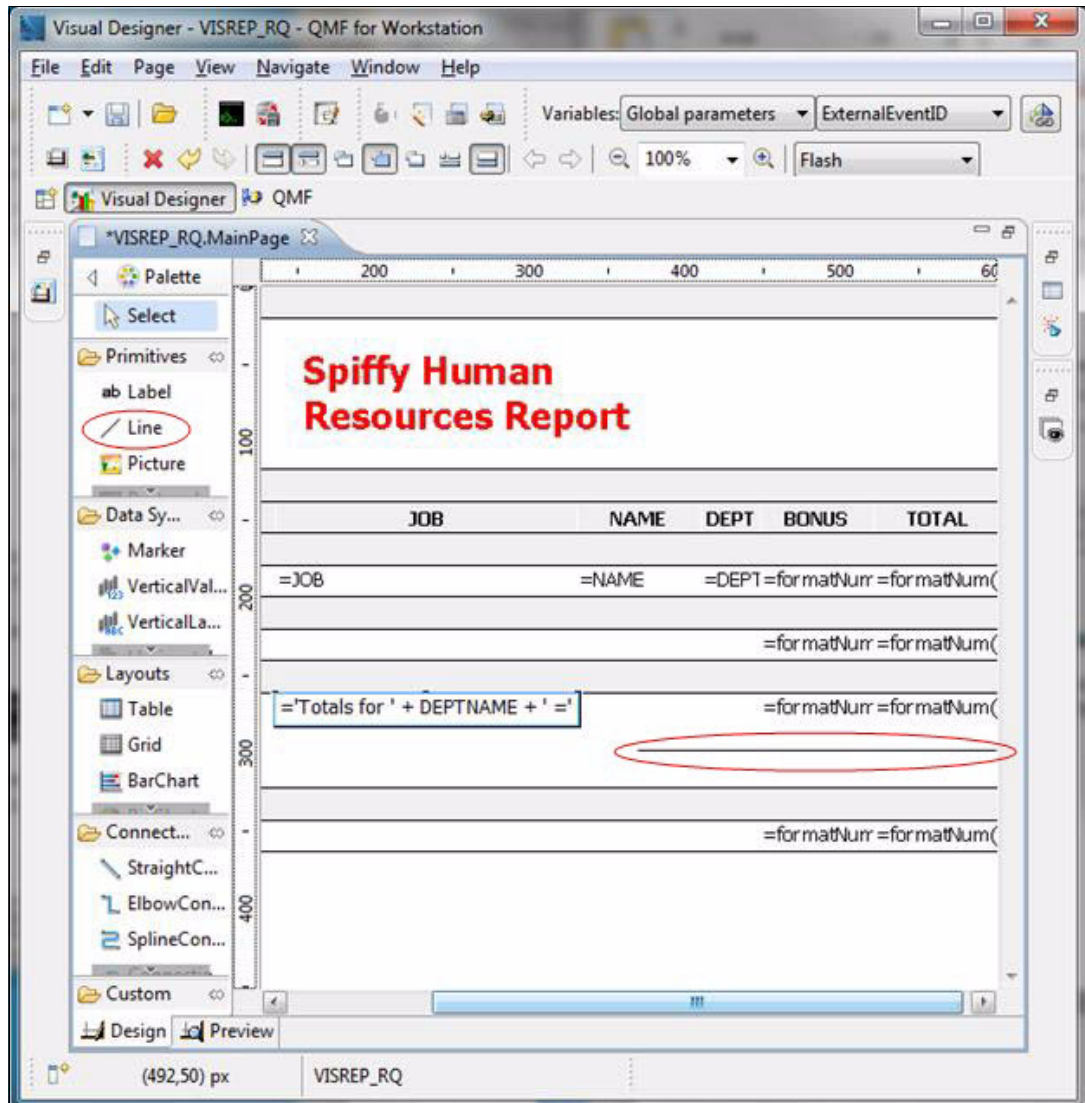 Visual Designer - VISREP_RQ - QMF for Workstation
File Edit Page View Navigate Window Help
Variables: Global parameters ExternalEventID
100% Flash
Visual Designer QMF
*VISREP_RQ.MainPage
Palette
200 300 400 500 60
Select
Primitives
Spiffy Human
ab Label
Resources Report
Line
100
Picture
Data Sy...
JOB NAME DEPT BONUS TOTAL
Marker
=JOB =NAME =DEPT =formatNum =formatNum(
VerticalVal...
200
VerticalLa...
=formatNum =formatNum(
Layouts
Table
='Totals for ' + DEPTNAME + ' =' =formatNum =formatNum(
Grid
300
BarChart
Connect...
=formatNum =formatNum(
StraightC...
ElbowCon...
400
SplineCon...
Custom
Design Preview
(492,50) px VISREP_RQ